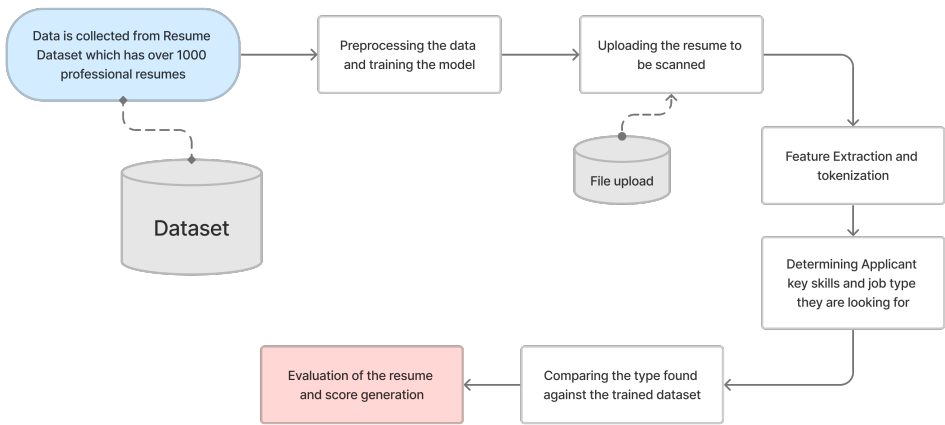 Data is collected from Resume
Dataset which has over 1000
professional resumes
Preprocessing the data
and training the model
Uploading the resume to
be scanned
Feature Extraction and
tokenization
File upload
Dataset
Determining Applicant
key skills and job type
they are looking for
Comparing the type found
against the trained dataset
Evaluation of the resume
and score generation